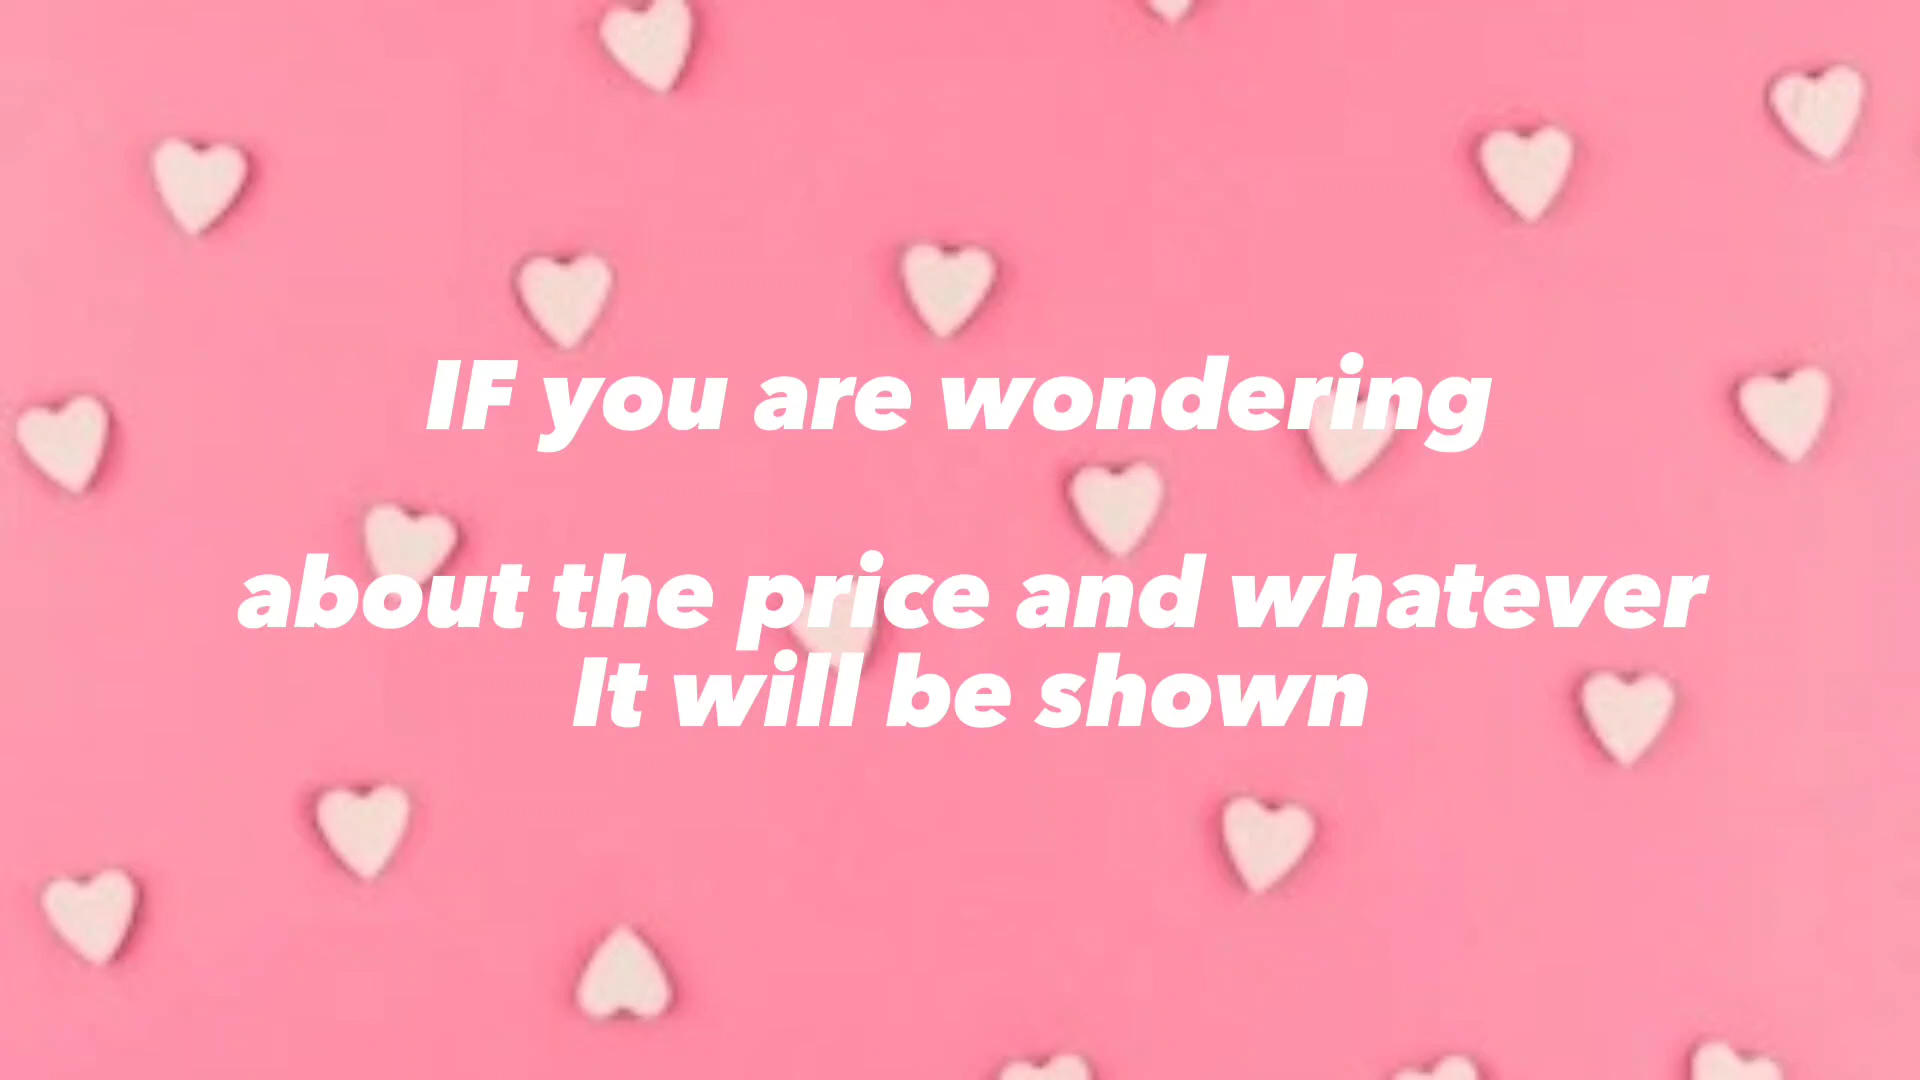 IF you are wondering
about the price and whatever
It will be shown